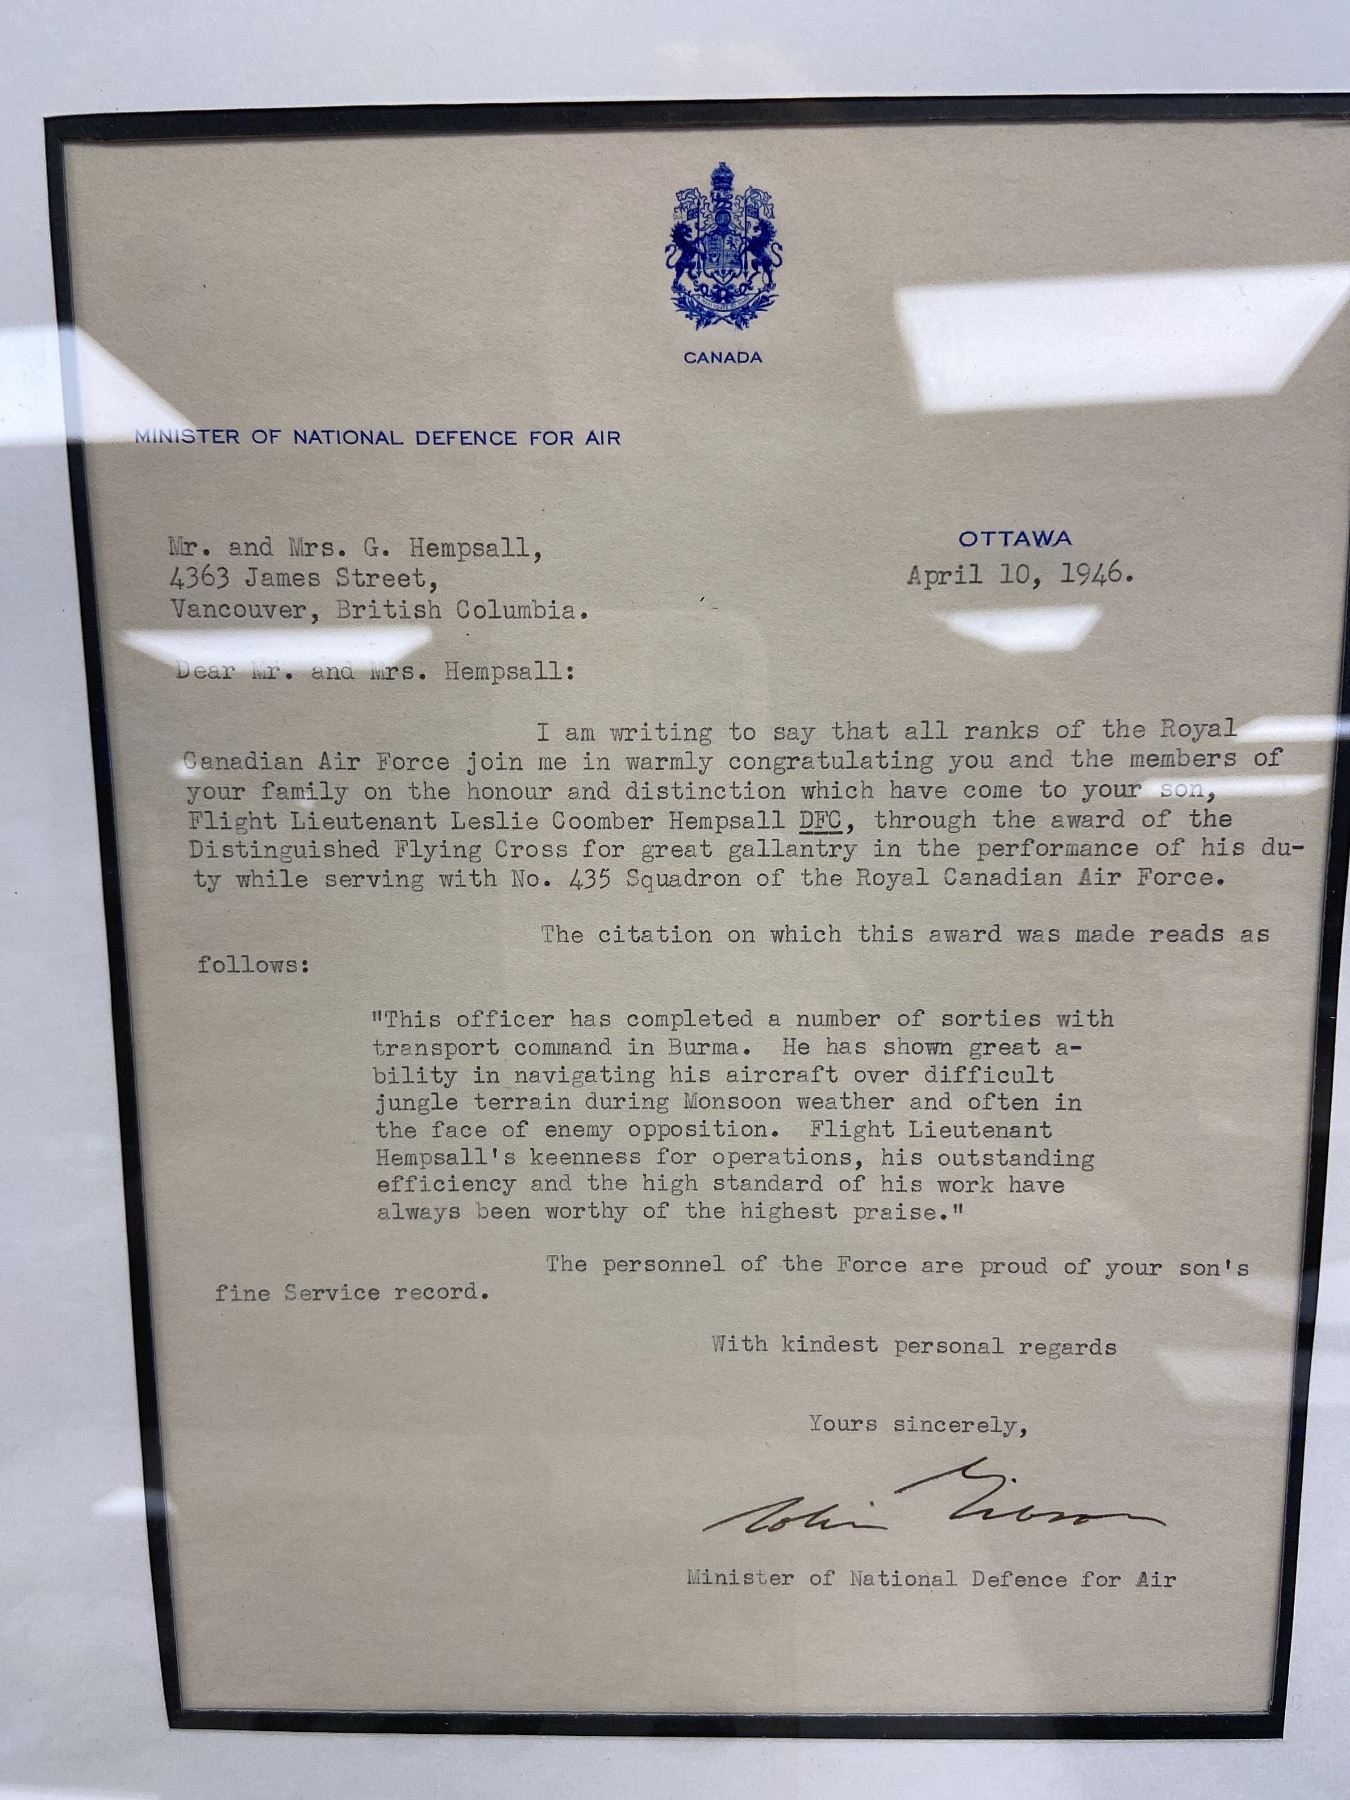 CANADA
MINISTER OF NATIONAL DEFENCE FOR AIR
OTTAWA
April 10, 1946.
Mr. and Mrs. G. Hempsall,
4363 James Street,
Vancouver, British Columbia.
Dear Mr. and Mrs. Hempsall:
I am writing to say that all ranks of the Royal
Canadian Air Force join me in warmly congratulating you and the members of
your family on the honour and distinction which have come to your son,
Flight Lieutenant Leslie Coomber Hempsall DFC, through the award of the
Distinguished Flying Cross for great gallantry in the performance of his du-
ty while serving with No. 435 Squadron of the Royal Canadian Air Force.
The citation on which this award was made reads as
follows:
"This officer has completed a number of sorties with
transport command in Burma. He has shown great a-
bility in navigating his aircraft over difficult
jungle terrain during Monsoon weather and often in
the face of enemy opposition. Flight Lieutenant
Hempsall's keenness for operations, his outstanding
efficiency and the high standard of his work have
always been worthy of the highest praise."
The personnel of the Force are proud of your son's
fine Service record.
With kindest personal regards
Yours sincerely,
Colin Gibson
Minister of National Defence for Air